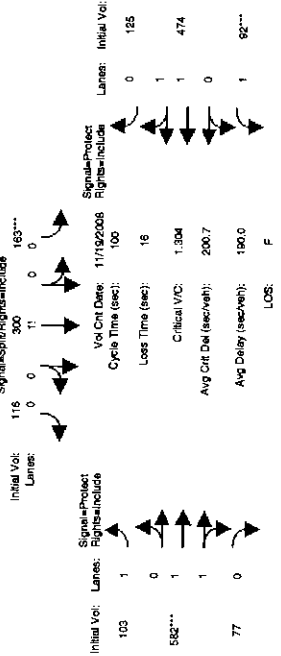 Signal=Split/Rights=Include
Initial Vol: 116 300 163***
Lanes: 0 0 1! 0 0
Signal=Protect
Rights=Include
Vol Cnt Date: 11/19/2008
Signal=Protect
Rights=Include
Initial Vol: Lanes:
Lanes: Initial Vol:
Cycle Time (sec): 100
103 1
0 125
Loss Time (sec): 16
0
1
582*** 1
Critical V/C: 1.304
1 474
1
Avg Crit Del (sec/veh): 200.7
0
77 0
Avg Delay (sec/veh): 190.0
1 92***
LOS: F